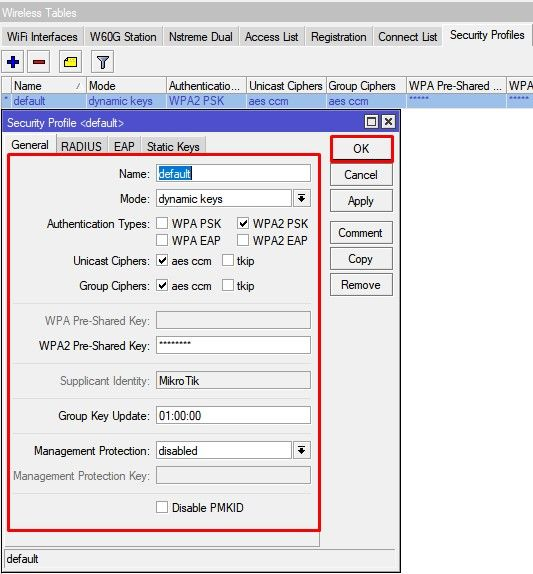 Wireless Tables
WiFi Interfaces W60G Station Nstreme Dual Access List Registration Connect List Security Profiles
Name / Mode Authenticatio... Unicast Ciphers Group Ciphers WPA Pre-Shared ... WPA
* default dynamic keys WPA2 PSK aes ccm aes ccm ***** *****
Security Profile <default>
General RADIUS EAP Static Keys
OK
Name: default
Cancel
Mode: dynamic keys
Apply
Authentication Types: WPA PSK WPA2 PSK
WPA EAP WPA2 EAP
Comment
Unicast Ciphers: aes ccm tkip
Copy
Group Ciphers: aes ccm tkip
Remove
WPA Pre-Shared Key:
WPA2 Pre-Shared Key: ********
Supplicant Identity: MikroTik
Group Key Update: 01:00:00
Management Protection: disabled
Management Protection Key:
Disable PMKID
default